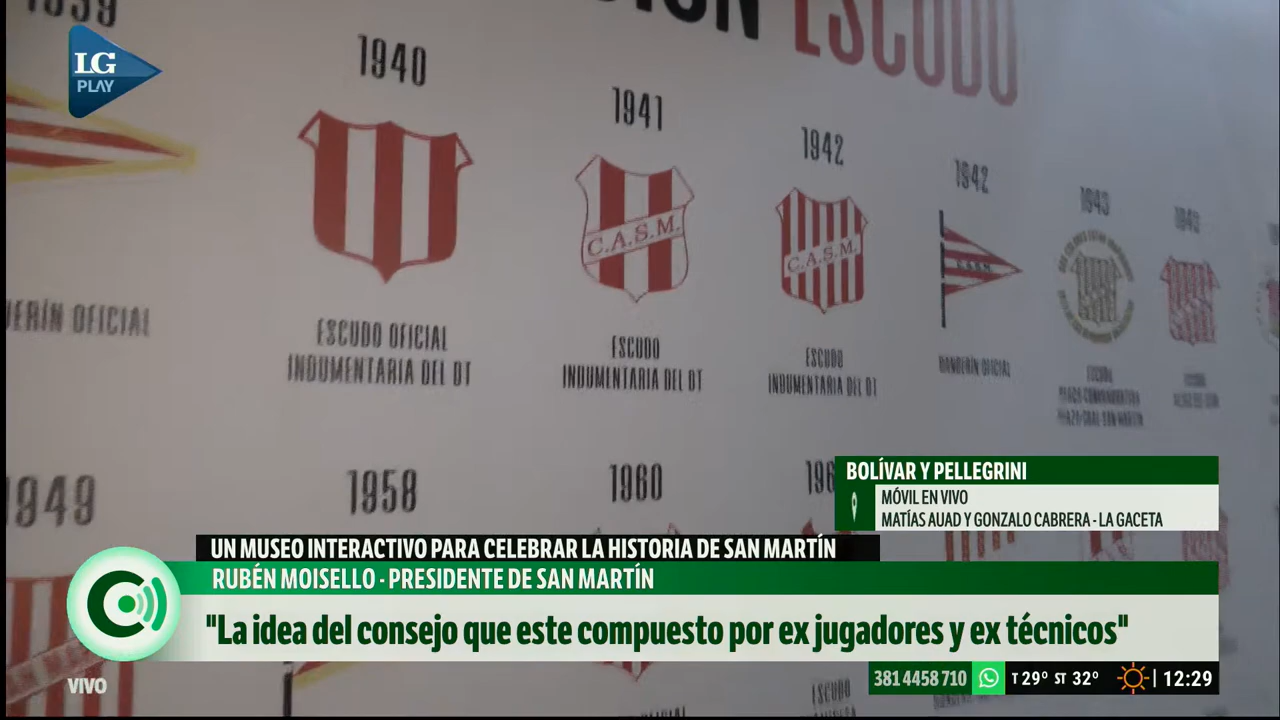 1939
ESCUDO
LG
PLAY
1940
1941
1942
1942
1943
1943
C.A.S.M.
C.A.S.M.
ESCUDO OFICIAL
INDUMENTARIA DEL DT
ESCUDO
INDUMENTARIA DEL DT
ESCUDO
INDUMENTARIA DEL DT
BANDERÍN OFICIAL
OFICIAL
ESCUDO
1949
1958
1960
BOLÍVAR Y PELLEGRINI
MÓVIL EN VIVO
MATÍAS AUAD Y GONZALO CABRERA - LA GACETA
UN MUSEO INTERACTIVO PARA CELEBRAR LA HISTORIA DE SAN MARTÍN
RUBÉN MOISELLO - PRESIDENTE DE SAN MARTÍN
"La idea del consejo que este compuesto por ex jugadores y ex técnicos"
VIVO
381 4458 710
T 29° ST 32°
12:29